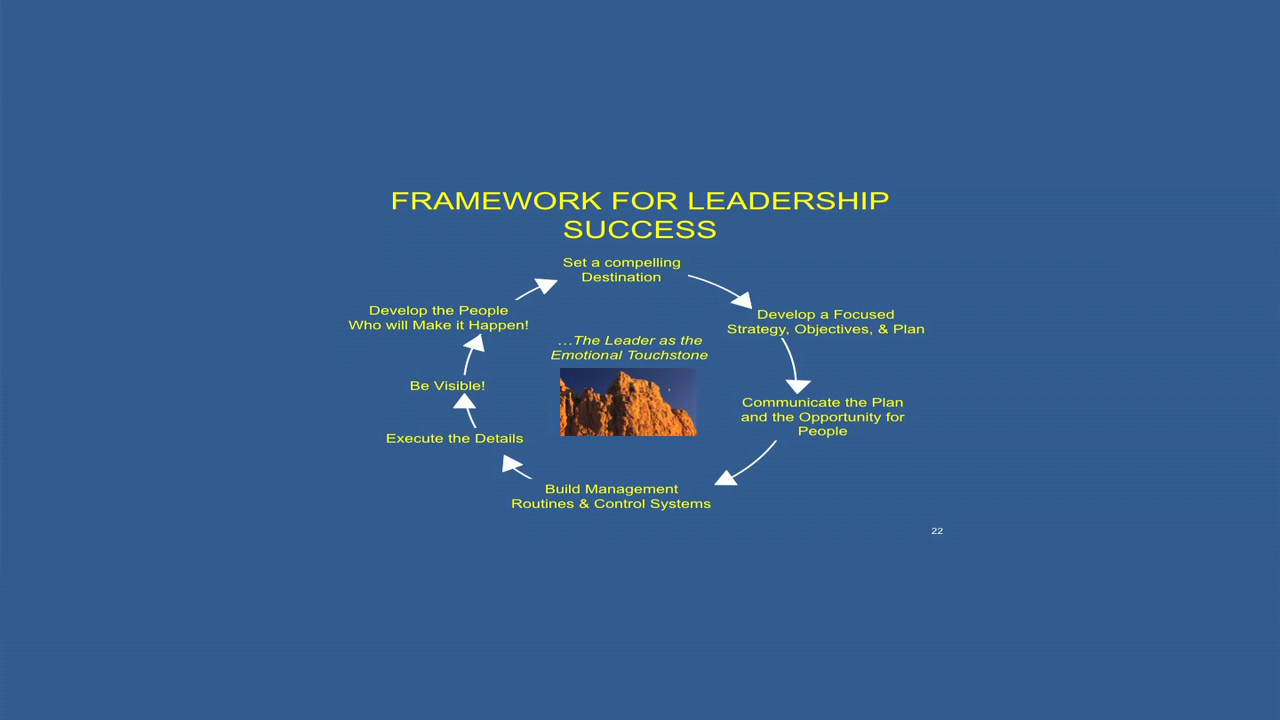 FRAMEWORK FOR LEADERSHIP
SUCCESS
Set a compelling
Destination
Develop a Focused
Strategy, Objectives, & Plan
Communicate the Plan
and the Opportunity for
People
Build Management
Routines & Control Systems
Execute the Details
Be Visible!
Develop the People
Who will Make it Happen!
…The Leader as the
Emotional Touchstone
22